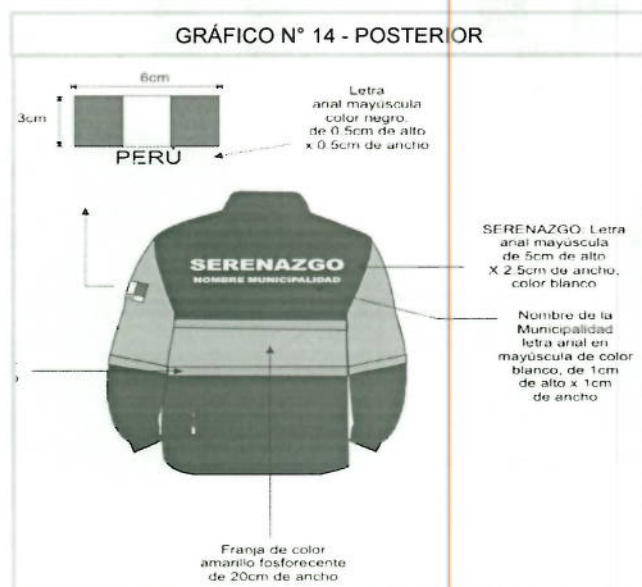 GRÁFICO N° 14 - POSTERIOR
6cm
3cm
PERÚ
Letra
arial mayúscula
color negro,
de 0.5cm de alto
x 0.5cm de ancho
SERENAZGO
NOMBRE MUNICIPALIDAD
SERENAZGO: Letra
arial mayúscula
de 5cm de alto
X 2.5cm de ancho,
color blanco
Nombre de la
Municipalidad
letra arial en
mayúscula de color
blanco, de 1cm
de alto x 1cm
de ancho
Franja de color
amarillo fosforecente
de 20cm de ancho